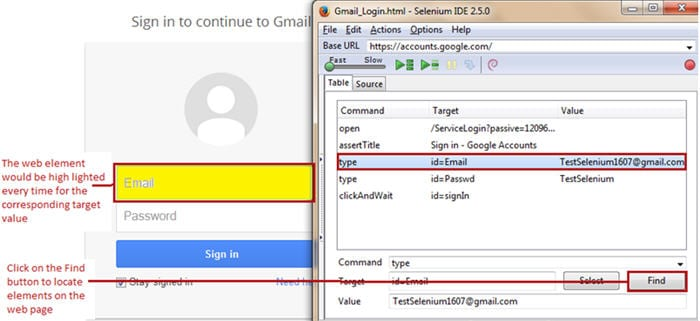 Sign in to continue to Gmail
The web element
would be high lighted
every time for the
corresponding target
value
Email
Password
Sign in
Stay signed in
Need he
Click on the Find
button to locate
elements on the
web page
Gmail_Login.html - Selenium IDE 2.5.0
File Edit Actions Options Help
Base URL https://accounts.google.com/
Fast Slow
Table Source
Command Target Value
open /ServiceLogin?passive=12096...
assertTitle Sign in - Google Accounts
type id=Email TestSelenium1607@gmail.com
type id=Passwd TestSelenium
clickAndWait id=signIn
Command type
Target id=Email Select Find
Value TestSelenium1607@gmail.com